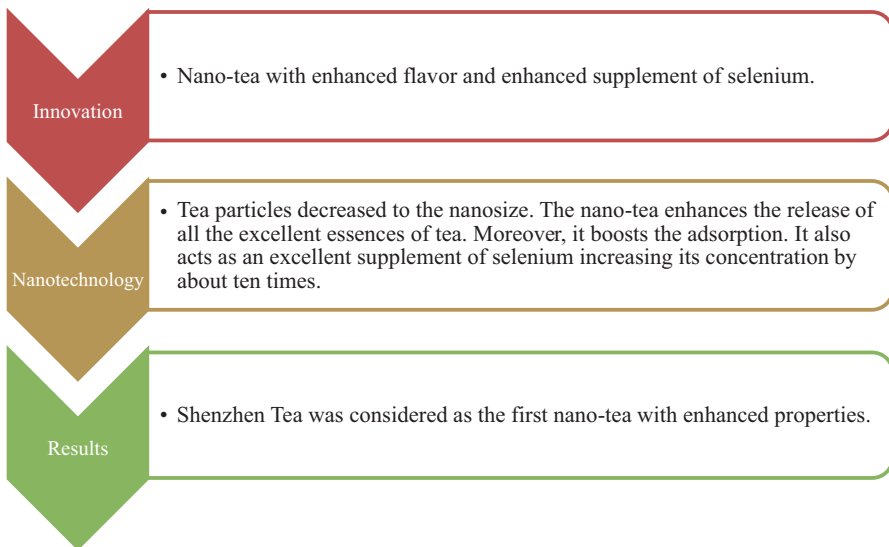 Innovation
• Nano-tea with enhanced flavor and enhanced supplement of selenium.
Nanotechnology
• Tea particles decreased to the nanosize. The nano-tea enhances the release of
all the excellent essences of tea. Moreover, it boosts the adsorption. It also
acts as an excellent supplement of selenium increasing its concentration by
about ten times.
Results
• Shenzhen Tea was considered as the first nano-tea with enhanced properties.